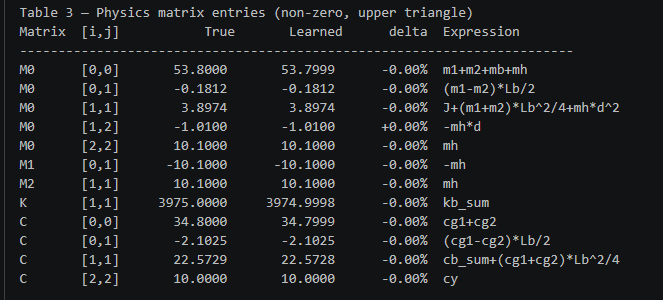 Table 3 — Physics matrix entries (non-zero, upper triangle)
Matrix [i,j] True Learned delta Expression
------------------------------------------------------------------------
M0 [0,0] 53.8000 53.7999 -0.00% m1+m2+mb+mh
M0 [0,1] -0.1812 -0.1812 -0.00% (m1-m2)*Lb/2
M0 [1,1] 3.8974 3.8974 -0.00% J+(m1+m2)*Lb^2/4+mh*d^2
M0 [1,2] -1.0100 -1.0100 +0.00% -mh*d
M0 [2,2] 10.1000 10.1000 -0.00% mh
M1 [0,1] -10.1000 -10.1000 -0.00% -mh
M2 [1,1] 10.1000 10.1000 -0.00% mh
K [1,1] 3975.0000 3974.9998 -0.00% kb_sum
C [0,0] 34.8000 34.7999 -0.00% cg1+cg2
C [0,1] -2.1025 -2.1025 -0.00% (cg1-cg2)*Lb/2
C [1,1] 22.5729 22.5728 -0.00% cb_sum+(cg1+cg2)*Lb^2/4
C [2,2] 10.0000 10.0000 -0.00% cy